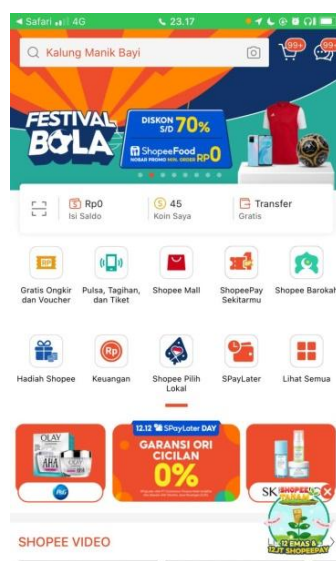 Safari 4G
23.17
Kalung Manik Bayi
99+
99+
FESTIVAL
BOLA
DISKON
S/D 70%
ShopeeFood
RP0
Rp0
Isi Saldo
45
Koin Saya
Transfer
Gratis
Gratis Ongkir
dan Voucher
Pulsa, Tagihan,
dan Tiket
Shopee Mall
ShopeePay
Sekitarmu
Shopee Barokah
Hadiah Shopee
Rp
Keuangan
Shopee Pilih
Lokal
SPayLater
Lihat Semua
OLAY
AHA
P&G
12.12 SPayLater DAY
GARANSI ORI
CICILAN
0%
SK
SHOPEE
TANAM
12 EMAS &
12JT SHOPEEPAY
SHOPEE VIDEO